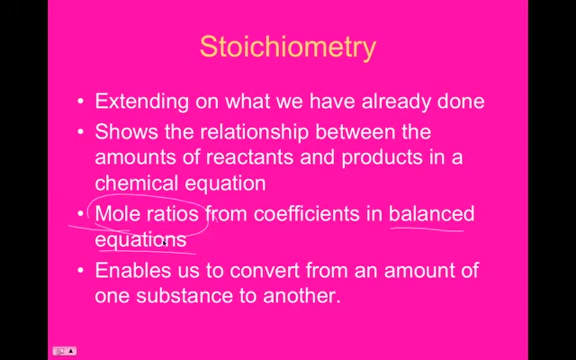 Stoichiometry
• Extending on what we have already done
• Shows the relationship between the
amounts of reactants and products in a
chemical equation
• Mole ratios from coefficients in balanced
equations
• Enables us to convert from an amount of
one substance to another.